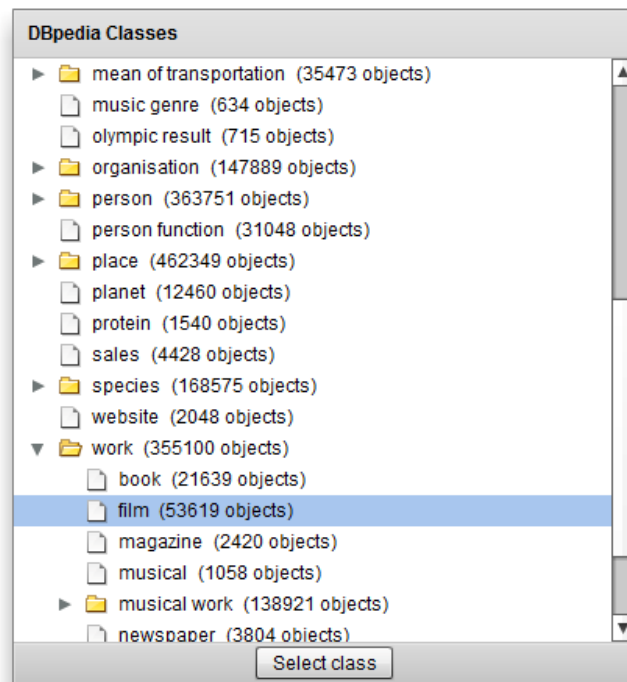 DBpedia Classes
mean of transportation (35473 objects)
music genre (634 objects)
olympic result (715 objects)
organisation (147889 objects)
person (363751 objects)
person function (31048 objects)
place (462349 objects)
planet (12460 objects)
protein (1540 objects)
sales (4428 objects)
species (168575 objects)
website (2048 objects)
work (355100 objects)
book (21639 objects)
film (53619 objects)
magazine (2420 objects)
musical (1058 objects)
musical work (138921 objects)
newspaper (3804 objects)
Select class